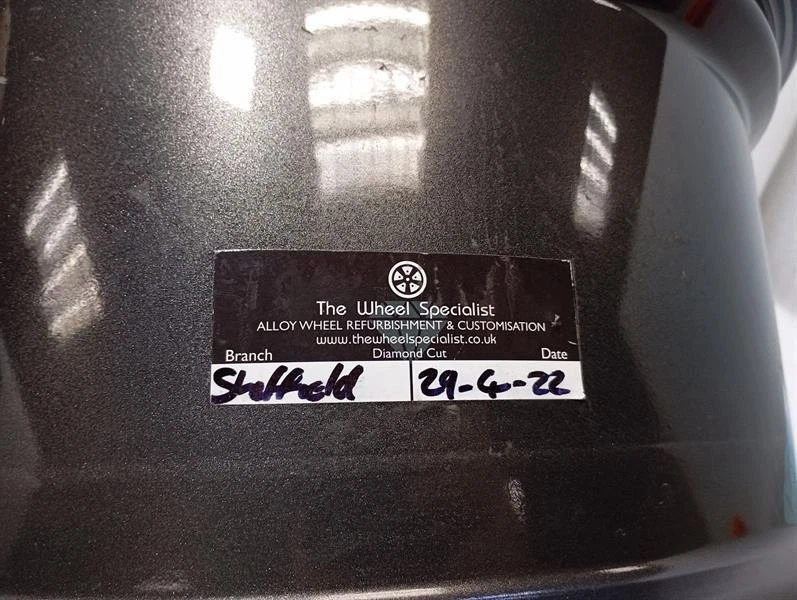 The Wheel Specialist
ALLOY WHEEL REFURBISHMENT & CUSTOMISATION
www.thewheelspecialist.co.uk
Diamond Cut
Branch Date
Sheffield 29-4-22